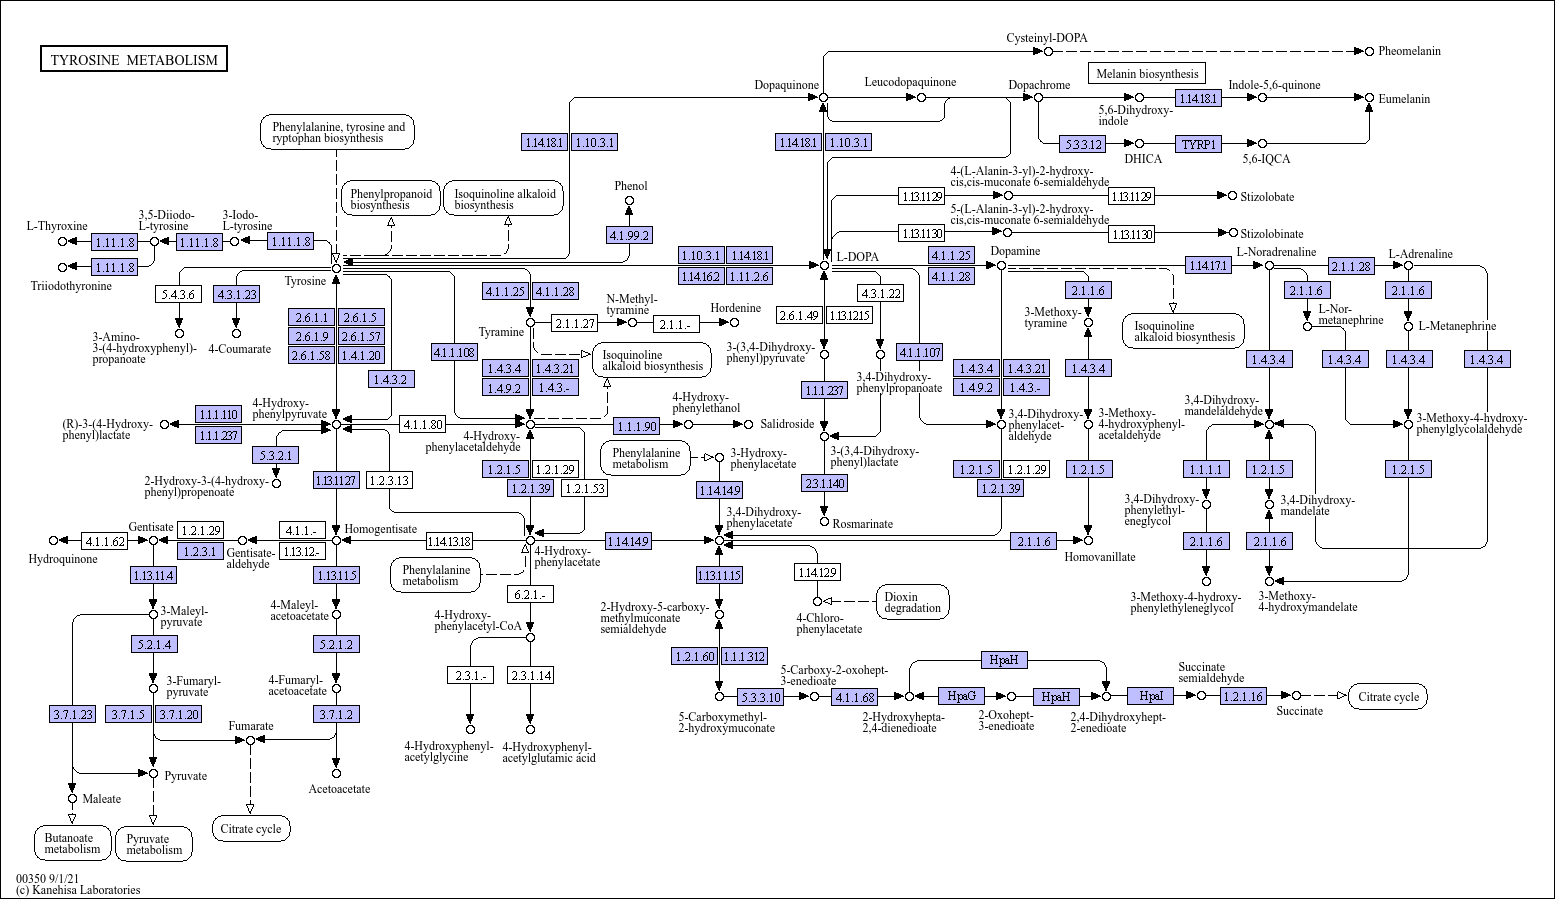 TYROSINE METABOLISM
Cysteinyl-DOPA
Pheomelanin
Melanin biosynthesis
Dopaquinone
Leucodopaquinone
Dopachrome
Indole-5,6-quinone
1.14.18.1
Eumelanin
5,6-Dihydroxy-
indole
Phenylalanine, tyrosine and
ryptophan biosynthesis
1.14.18.1
1.10.3.1
1.14.18.1
1.10.3.1
5.3.3.12
TYRP1
DHICA
5,6-IQCA
Phenylpropanoid
biosynthesis
Isoquinoline alkaloid
biosynthesis
Phenol
4-(L-Alanin-3-yl)-2-hydroxy-
cis,cis-muconate 6-semialdehyde
1.13.11.29
1.13.11.29
Stizolobate
5-(L-Alanin-3-yl)-2-hydroxy-
cis,cis-muconate 6-semialdehyde
1.13.11.30
1.13.11.30
Stizolobinate
L-Thyroxine
3,5-Diiodo-
L-tyrosine
3-Iodo-
L-tyrosine
1.11.1.8
1.11.1.8
1.11.1.8
1.11.1.8
Triiodothyronine
4.1.99.2
1.10.3.1
1.14.18.1
1.14.16.2
1.11.2.6
L-DOPA
4.1.1.25
4.1.1.28
Dopamine
1.14.17.1
L-Noradrenaline
2.1.1.28
L-Adrenaline
Tyrosine
5.4.3.6
4.3.1.23
3-Amino-
3-(4-hydroxyphenyl)-
propanoate
4-Coumarate
4.1.1.25
4.1.1.28
N-Methyl-
tyramine
Hordenine
Tyramine
2.1.1.27
2.1.1.-
4.3.1.22
2.6.1.49
1.13.12.15
2.1.1.6
3-Methoxy-
tyramine
Isoquinoline
alkaloid biosynthesis
2.1.1.6
L-Nor-
metanephrine
2.1.1.6
L-Metanephrine
2.6.1.1
2.6.1.5
2.6.1.9
2.6.1.57
2.6.1.58
1.4.1.20
1.4.3.2
4.1.1.108
Isoquinoline
alkaloid biosynthesis
1.4.3.4
1.4.3.21
1.4.9.2
1.4.3.-
3-(3,4-Dihydroxy-
phenyl)pyruvate
4.1.1.107
3,4-Dihydroxy-
phenylpropanoate
1.1.1.237
1.4.3.4
1.4.3.21
1.4.9.2
1.4.3.-
1.4.3.4
1.4.3.4
1.4.3.4
1.4.3.4
1.4.3.4
(R)-3-(4-Hydroxy-
phenyl)lactate
1.1.1.110
1.1.1.237
4-Hydroxy-
phenylpyruvate
4.1.1.80
4-Hydroxy-
phenylacetaldehyde
1.1.1.90
4-Hydroxy-
phenylethanol
Salidroside
3-(3,4-Dihydroxy-
phenyl)lactate
3,4-Dihydroxy-
phenylacet-
aldehyde
3-Methoxy-
4-hydroxyphenyl-
acetaldehyde
3,4-Dihydroxy-
mandelaldehyde
3-Methoxy-4-hydroxy-
phenylglycolaldehyde
5.3.2.1
2-Hydroxy-3-(4-hydroxy-
phenyl)propenoate
1.13.11.27
1.2.3.13
1.2.1.5
1.2.1.29
1.2.1.39
1.2.1.53
Phenylalanine
metabolism
3-Hydroxy-
phenylacetate
1.14.14.9
2.3.1.140
Rosmarinate
1.2.1.5
1.2.1.29
1.2.1.39
1.2.1.5
1.1.1.1
1.2.1.5
1.2.1.5
3,4-Dihydroxy-
phenylethyl-
eneglycol
3,4-Dihydroxy-
mandelate
Hydroquinone
4.1.1.62
Gentisate
1.2.1.29
1.2.3.1
Gentisate-
aldehyde
4.1.1.-
1.13.12.-
Homogentisate
1.14.13.18
4-Hydroxy-
phenylacetate
1.14.14.9
3,4-Dihydroxy-
phenylacetate
2.1.1.6
Homovanillate
2.1.1.6
2.1.1.6
1.13.11.4
1.13.11.5
Phenylalanine
metabolism
6.2.1.-
1.13.11.15
1.14.12.9
4-Chloro-
phenylacetate
Dioxin
degradation
3-Methoxy-4-hydroxy-
phenylethyleneglycol
3-Methoxy-
4-hydroxymandelate
3-Maleyl-
pyruvate
4-Maleyl-
acetoacetate
4-Hydroxy-
phenylacetyl-CoA
2-Hydroxy-5-carboxy-
methylmuconate
semialdehyde
5.2.1.4
5.2.1.2
2.3.1.-
2.3.1.14
1.2.1.60
1.1.1.312
HpaH
3-Fumaryl-
pyruvate
4-Fumaryl-
acetoacetate
5-Carboxy-2-oxohept-
3-enedioate
5.3.3.10
4.1.1.68
HpaG
HpaH
HpaI
Succinate
semialdehyde
1.2.1.16
Succinate
Citrate cycle
3.7.1.23
3.7.1.5
3.7.1.20
3.7.1.2
Fumarate
5-Carboxymethyl-
2-hydroxymuconate
2-Hydroxyhepta-
2,4-dienedioate
2-Oxohept-
3-enedioate
2,4-Dihydroxyhept-
2-enedioate
4-Hydroxyphenyl-
acetylglycine
4-Hydroxyphenyl-
acetylglutamic acid
Pyruvate
Acetoacetate
Maleate
Butanoate
metabolism
Pyruvate
metabolism
Citrate cycle
00350 9/1/21
(c) Kanehisa Laboratories